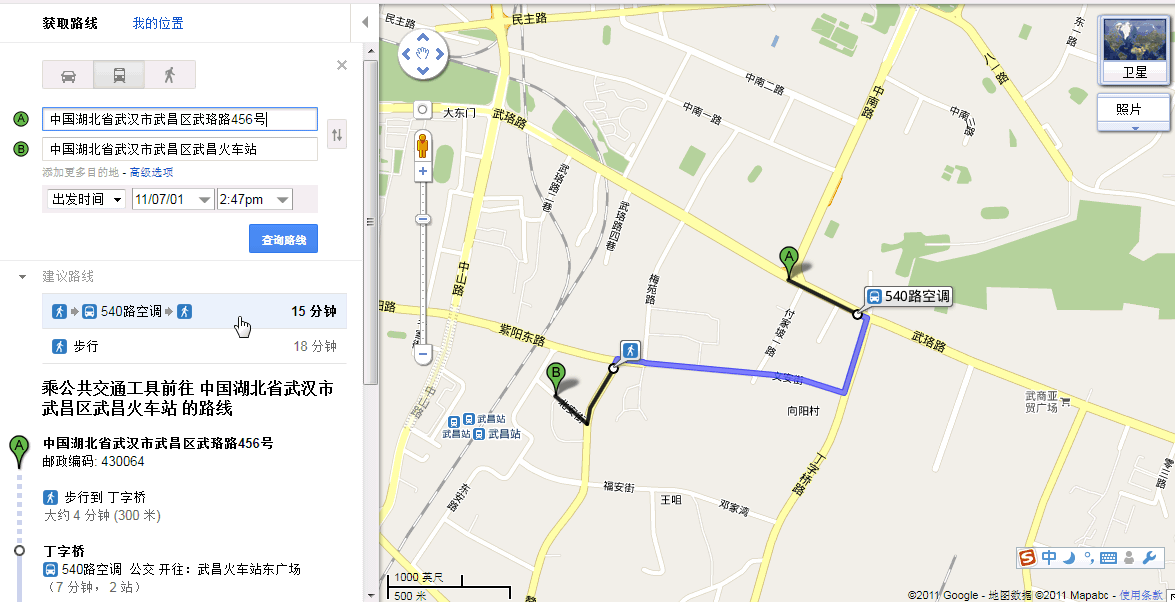 获取路线 我的位置
A 中国湖北省武汉市武昌区武珞路456号
B 中国湖北省武汉市武昌区武昌火车站
添加更多目的地 - 高级选项
出发时间 11/07/01 2:47pm
查询路线
建议路线
540路空调 15 分钟
步行 18 分钟
乘公共交通工具前往 中国湖北省武汉市
武昌区武昌火车站 的路线
A 中国湖北省武汉市武昌区武珞路456号
邮政编码: 430064
步行到 丁字桥
大约 4 分钟 (300 米)
丁字桥
540路空调 公交 开往: 武昌火车站东广场
(7 分钟, 2 站)
民主路
民主路
东一路
八一路
卫星
照片
中南二路
中南路
中南一路
中南三路
大东门
武珞路
武珞路二巷
武珞路四巷
中山路
梅苑路
A
540路空调
付家坡一路
武珞路
阳路
紫阳东路
B
文安街
向阳村
武商亚
贸广场
中山路
武昌站
武昌站
武昌站
丁字桥路
零三路
东安路
福安街
王咀
邓家湾
中
1000 英尺
500 米
©2011 Google - 地图数据 ©2011 Mapabc - 使用条款